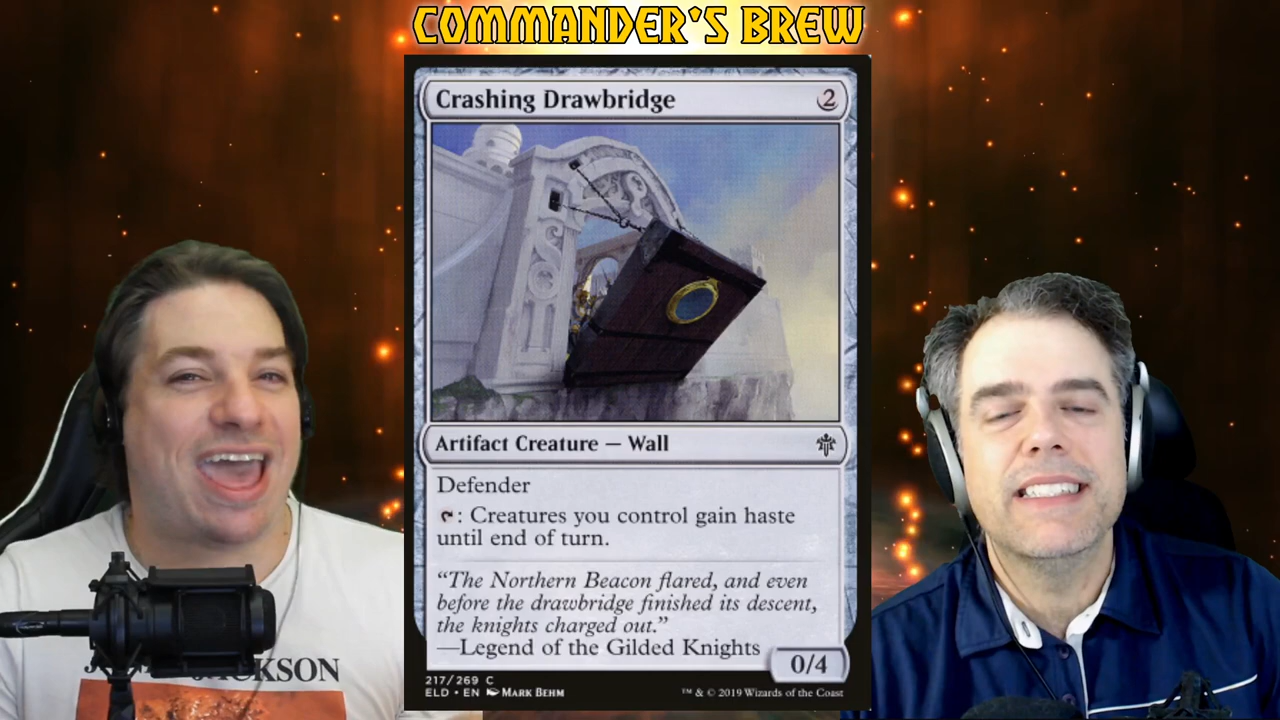 COMMANDER'S BREW
Crashing Drawbridge 2
Artifact Creature — Wall
Defender
: Creatures you control gain haste
until end of turn.
“The Northern Beacon flared, and even
before the drawbridge finished its descent,
the knights charged out.”
—Legend of the Gilded Knights
0/4
217/269 C
ELD • EN MARK BEHM
™ & © 2019 Wizards of the Coast
JACKSON